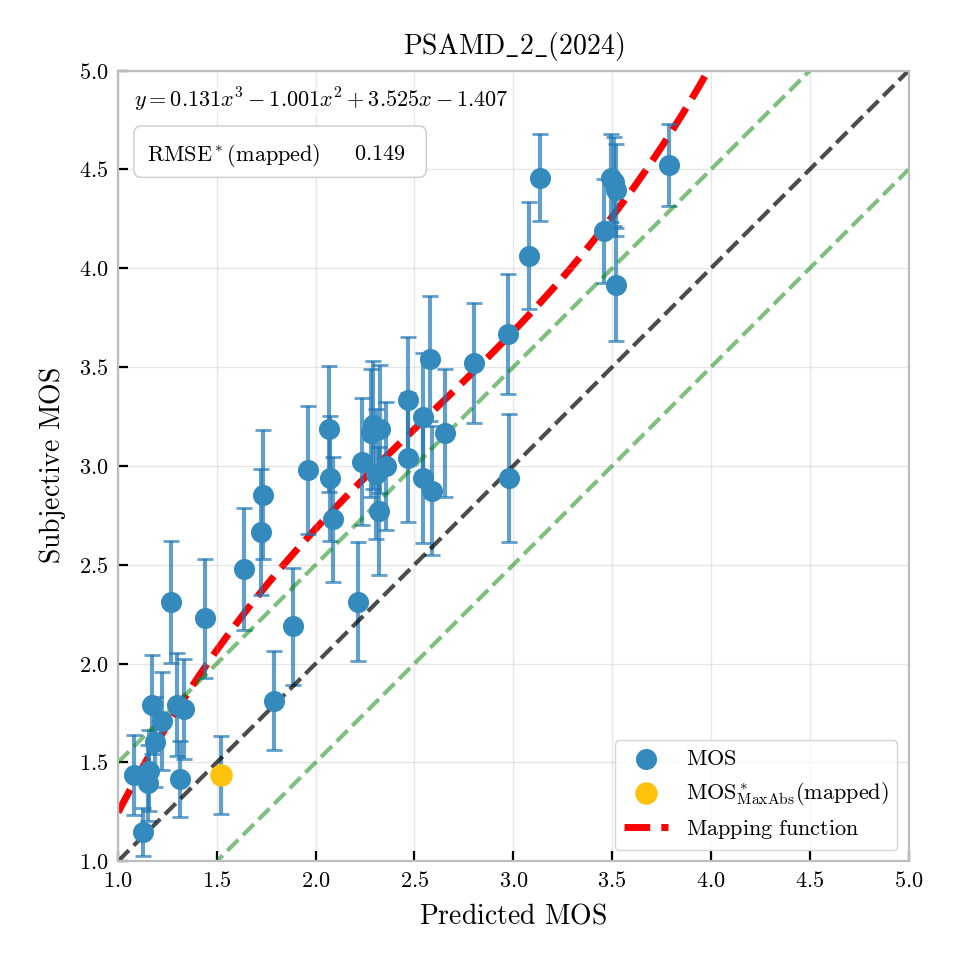 PSAMD_2_(2024)
y = 0.131x³ − 1.001x² + 3.525x − 1.407
RMSE*(mapped) 0.149
5.0
4.5
4.0
3.5
3.0
2.5
2.0
1.5
1.0
Subjective MOS
MOS
MOS*MaxAbs(mapped)
Mapping function
1.0 1.5 2.0 2.5 3.0 3.5 4.0 4.5 5.0
Predicted MOS